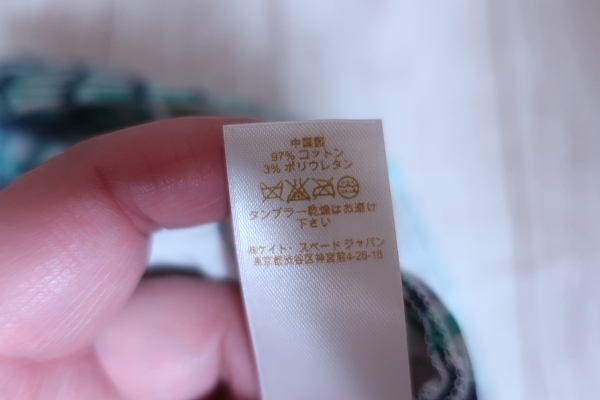 中国製
97% コットン
3% ポリウレタン
タンブラー乾燥はお避け
下さい
㈱ケイト・スペードジャパン
東京都渋谷区神宮前4-26-18